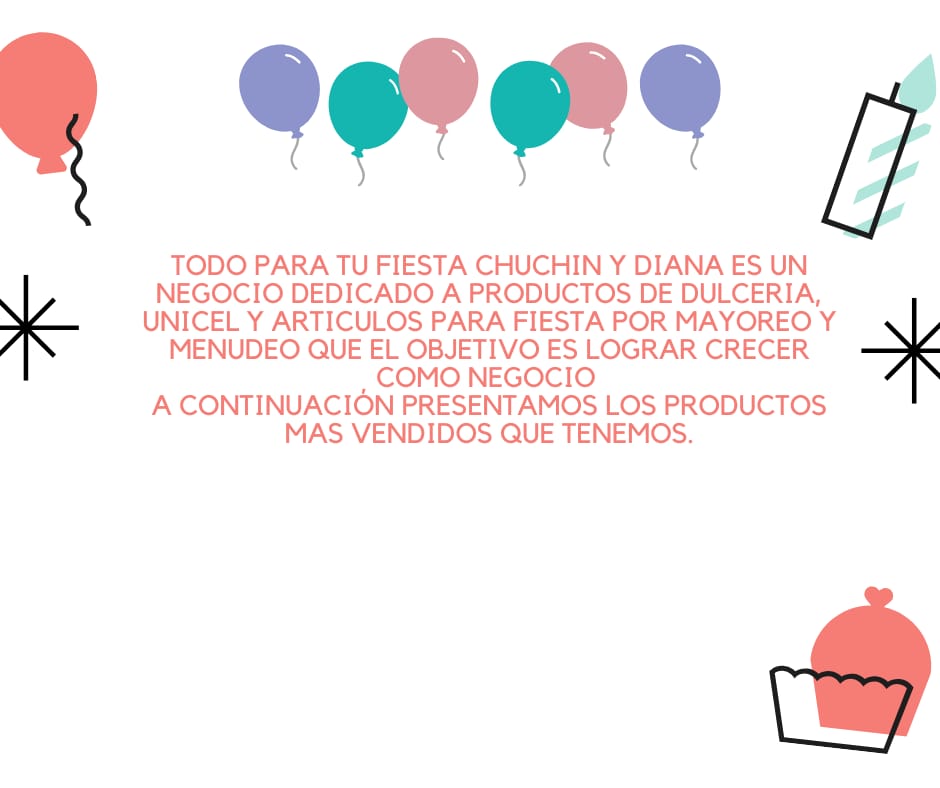 TODO PARA TU FIESTA CHUCHIN Y DIANA ES UN
NEGOCIO DEDICADO A PRODUCTOS DE DULCERIA,
UNICEL Y ARTICULOS PARA FIESTA POR MAYOREO Y
MENUDEO QUE EL OBJETIVO ES LOGRAR CRECER
COMO NEGOCIO
A CONTINUACIÓN PRESENTAMOS LOS PRODUCTOS
MAS VENDIDOS QUE TENEMOS.